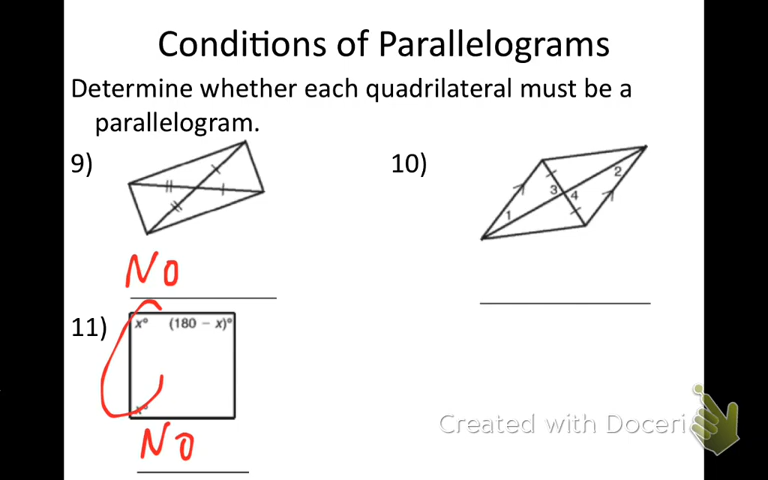 Conditions of Parallelograms
Determine whether each quadrilateral must be a
parallelogram.
9)
10)
1
2
3
4
NO
11)
x° (180 − x)°
x°
NO
Created with Doceri